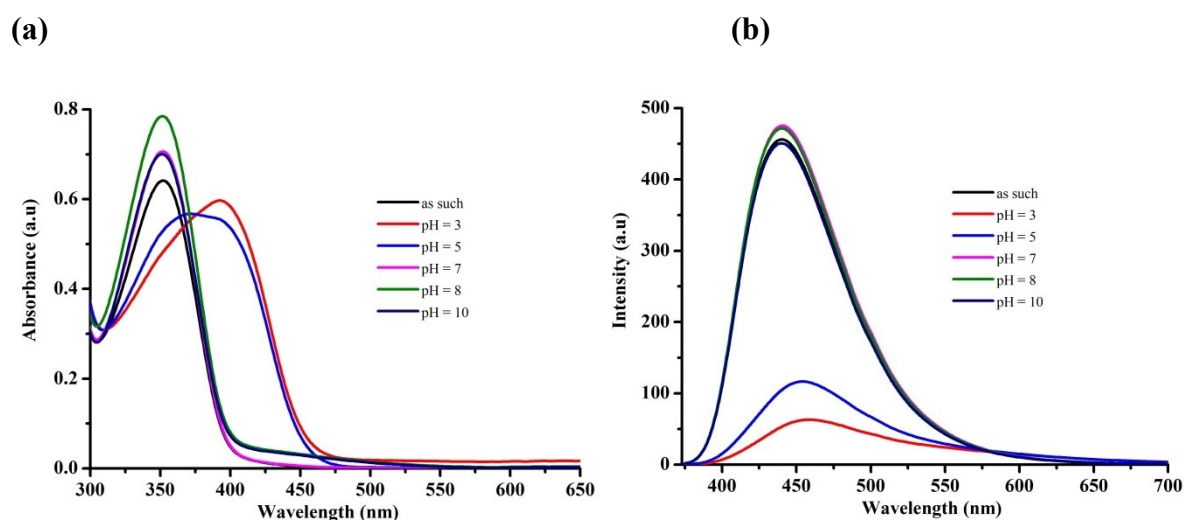 (a)
(b)
0.8
0.6
0.4
0.2
0.0
Absorbance (a.u)
300 350 400 450 500 550 600 650
Wavelength (nm)
as such
pH = 3
pH = 5
pH = 7
pH = 8
pH = 10
500
400
300
200
100
0
Intensity (a.u)
400 450 500 550 600 650 700
Wavelength (nm)
as such
pH = 3
pH = 5
pH = 7
pH = 8
pH = 10